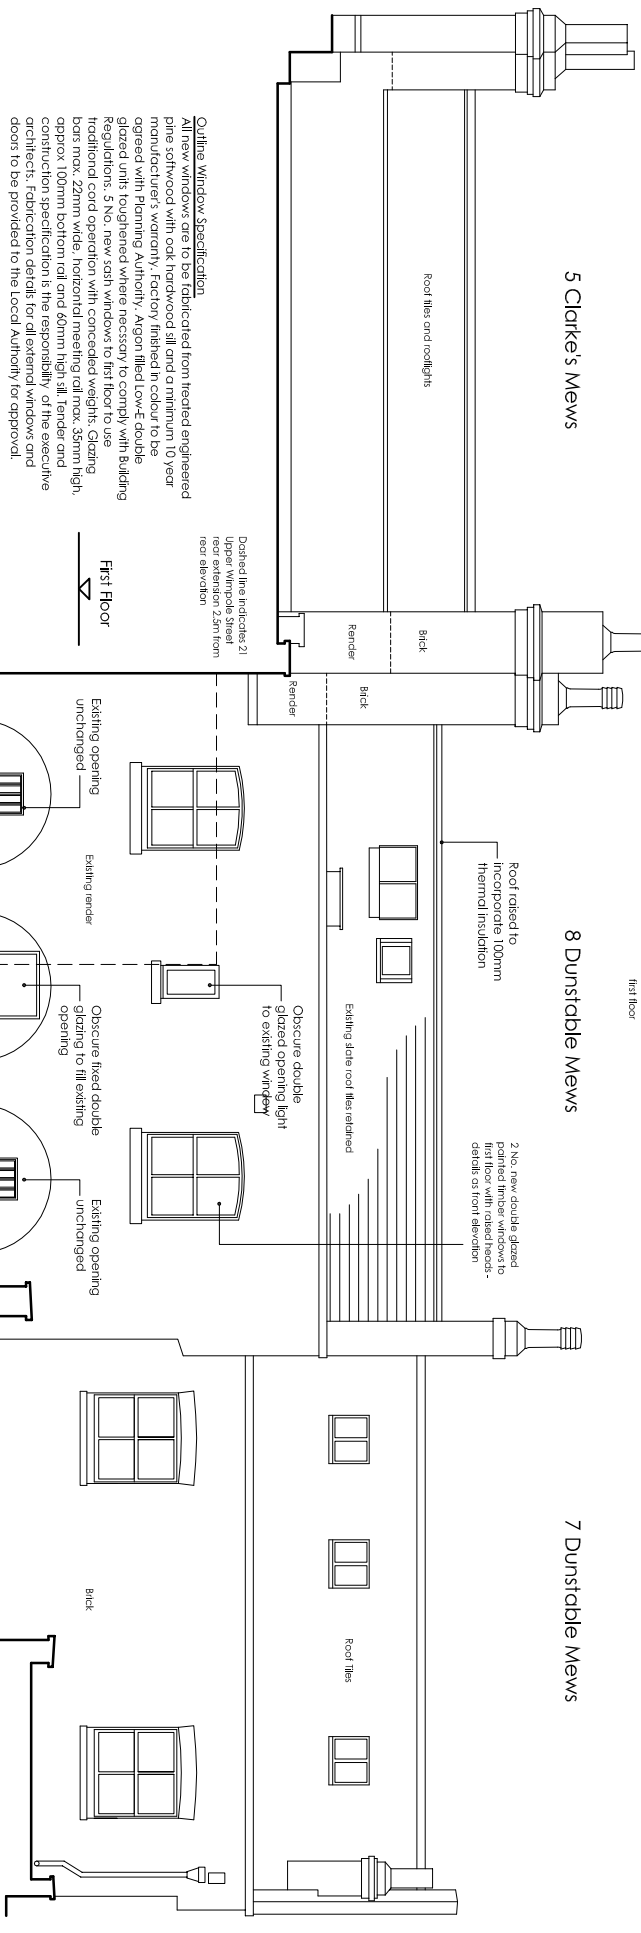 5 Clarke's Mews
8 Dunstable Mews
7 Dunstable Mews
first floor
Roof tiles and rooflights
Brick
Render
Brick
Render
Roof raised to
incorporate 100mm
thermal insulation
2 No. new double glazed
painted timber windows to
first floor with raised heads -
details as front elevation
Existing slate roof tiles retained
Roof Tiles
Obscure double
glazed opening light
to existing window
Dashed line indicates 21
Upper Wimpole Street
rear extension 2.5m from
rear elevation
Outline Window Specification
All new windows are to be fabricated from treated engineered
pine softwood with oak hardwood sill and a minimum 10 year
manufacturer's warranty. Factory finished in colour to be
agreed with Planning Authority. Argon filled Low-E double
glazed units toughened where necssary to comply with Building
Regulations. 5 No. new sash windows to first floor to use
traditional cord operation with concealed weights. Glazing
bars max. 22mm wide, horizontal meeting rail max. 35mm high,
approx 100mm bottom rail and 60mm high sill. Tender and
construction specification is the responsibility of the executive
architects. Fabrication details for all external windows and
doors to be provided to the Local Authority for approval.
First Floor
Existing opening
unchanged
Existing render
Obscure fixed double
glazing to fill existing
opening
Existing opening
unchanged
Brick